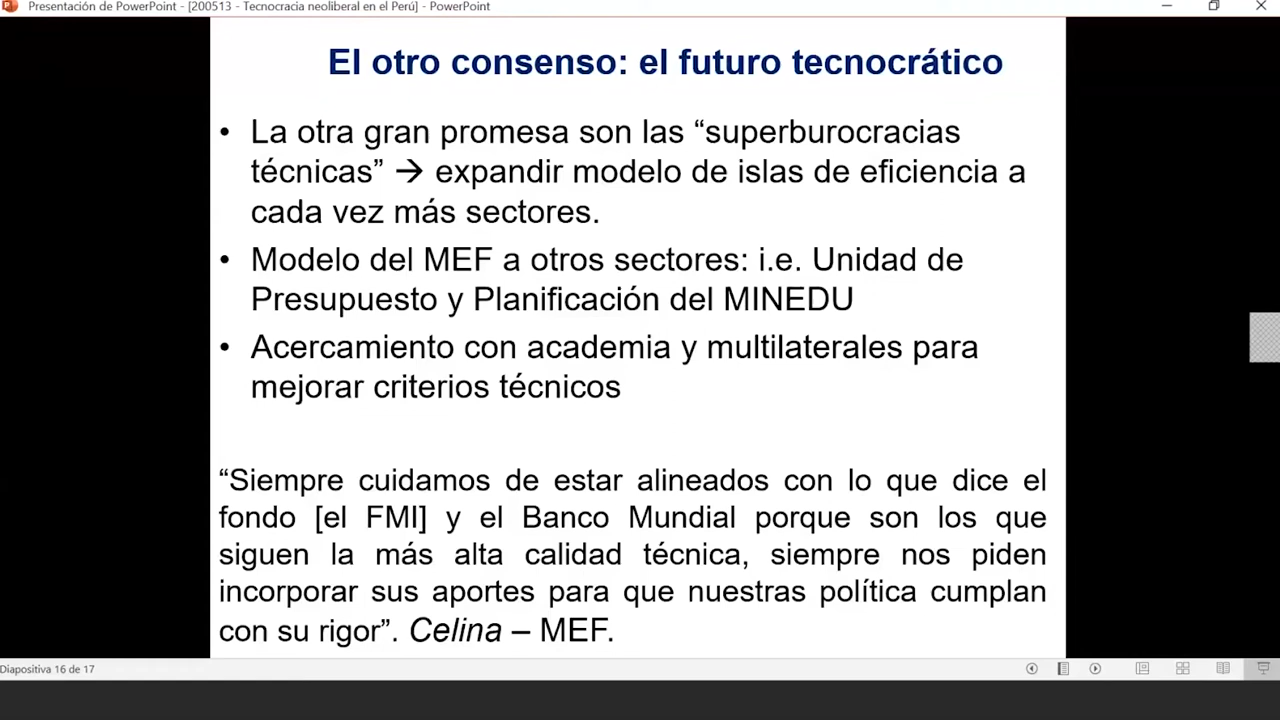 Presentación de PowerPoint - [200513 - Tecnocracia neoliberal en el Perú] - PowerPoint
El otro consenso: el futuro tecnocrático
• La otra gran promesa son las “superburocracias
técnicas” → expandir modelo de islas de eficiencia a
cada vez más sectores.
• Modelo del MEF a otros sectores: i.e. Unidad de
Presupuesto y Planificación del MINEDU
• Acercamiento con academia y multilaterales para
mejorar criterios técnicos
“Siempre cuidamos de estar alineados con lo que dice el
fondo [el FMI] y el Banco Mundial porque son los que
siguen la más alta calidad técnica, siempre nos piden
incorporar sus aportes para que nuestras política cumplan
con su rigor”. Celina – MEF.
Diapositiva 16 de 17